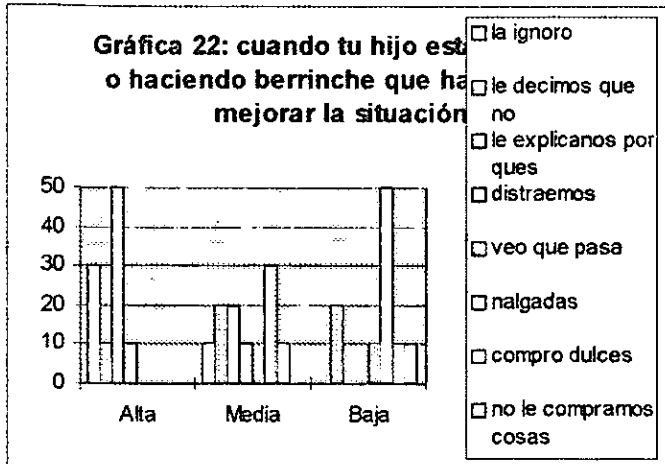 Gráfica 22: cuando tu hijo est
o haciendo berrinche que ha
mejorar la situación
la ignoro
le decimos que
no
le explicanos por
ques
distraemos
veo que pasa
nalgadas
compro dulces
no le compramos
cosas
50
40
30
20
10
0
Alta
Media
Baja